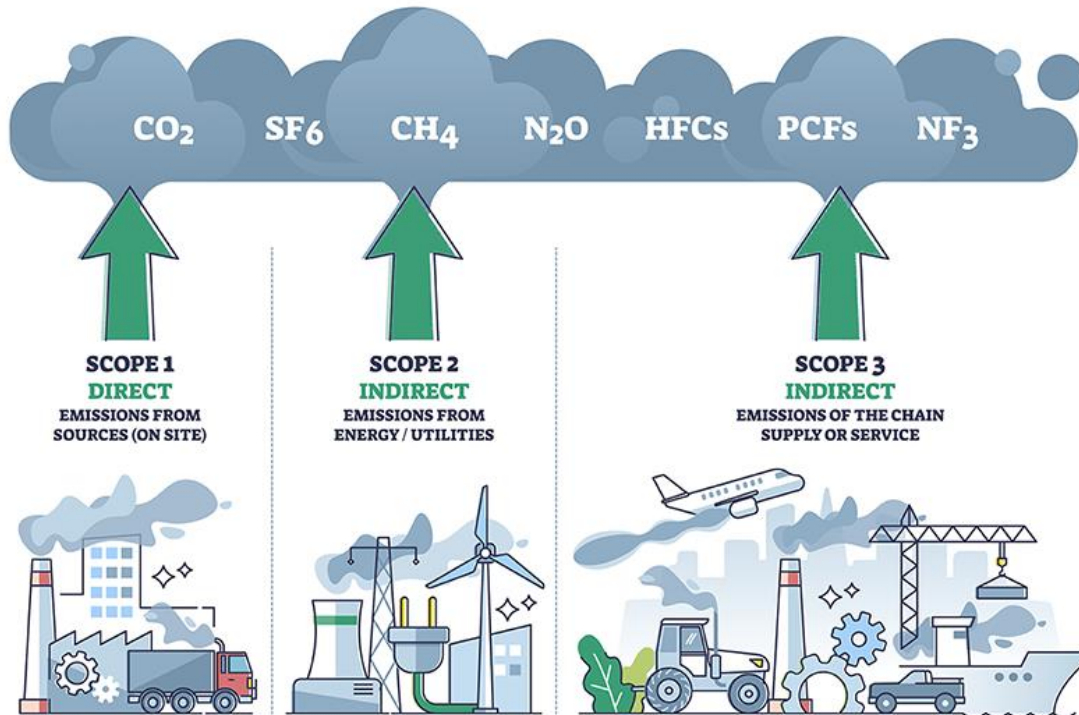 CO₂ SF₆ CH₄ N₂O HFCs PCFs NF₃
SCOPE 1
DIRECT
EMISSIONS FROM
SOURCES (ON SITE)
SCOPE 2
INDIRECT
EMISSIONS FROM
ENERGY / UTILITIES
SCOPE 3
INDIRECT
EMISSIONS OF THE CHAIN
SUPPLY OR SERVICE